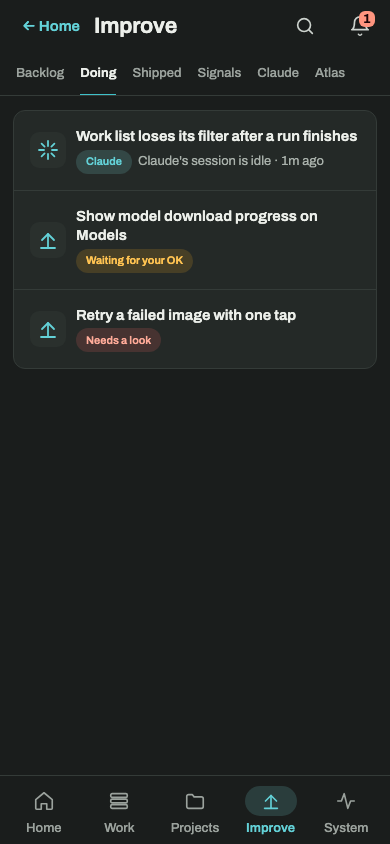 ← Home Improve 1
Backlog Doing Shipped Signals Claude Atlas
Work list loses its filter after a run finishes
Claude Claude's session is idle · 1m ago
Show model download progress on
Models
Waiting for your OK
Retry a failed image with one tap
Needs a look
Home Work Projects Improve System